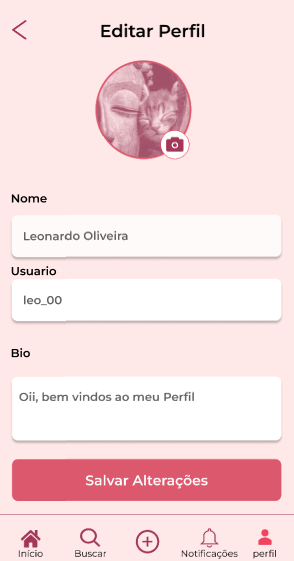 Editar Perfil
Nome
Leonardo Oliveira
Usuario
leo_00
Bio
Oii, bem vindos ao meu Perfil
Salvar Alterações
Início
Buscar
Notificações
perfil